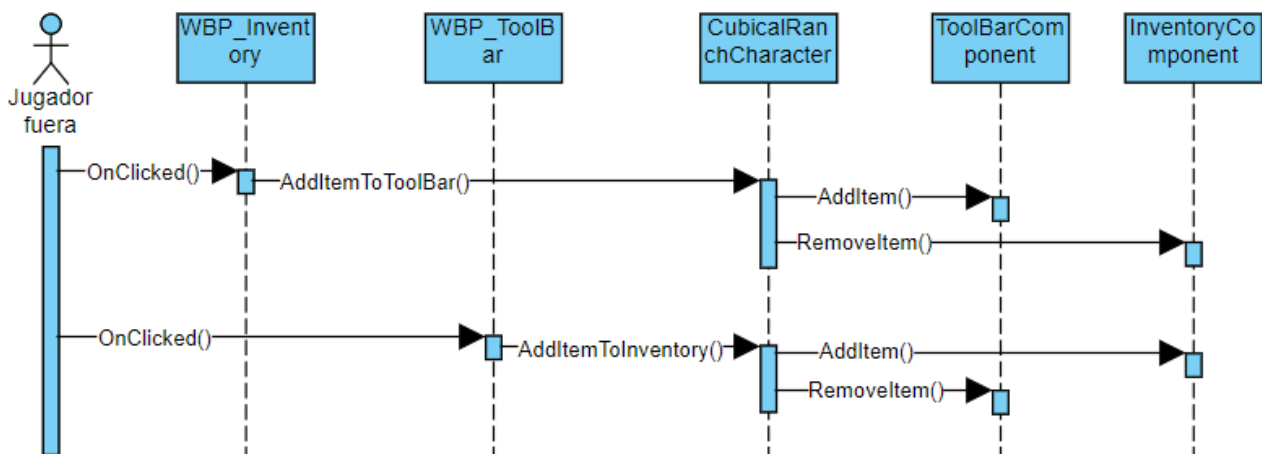 WBP_Invent
ory
WBP_ToolB
ar
CubicalRan
chCharacter
ToolBarCom
ponent
InventoryCo
mponent
Jugador
fuera
OnClicked()
AddItemToToolBar()
AddItem()
RemoveItem()
OnClicked()
AddItemToInventory()
AddItem()
RemoveItem()